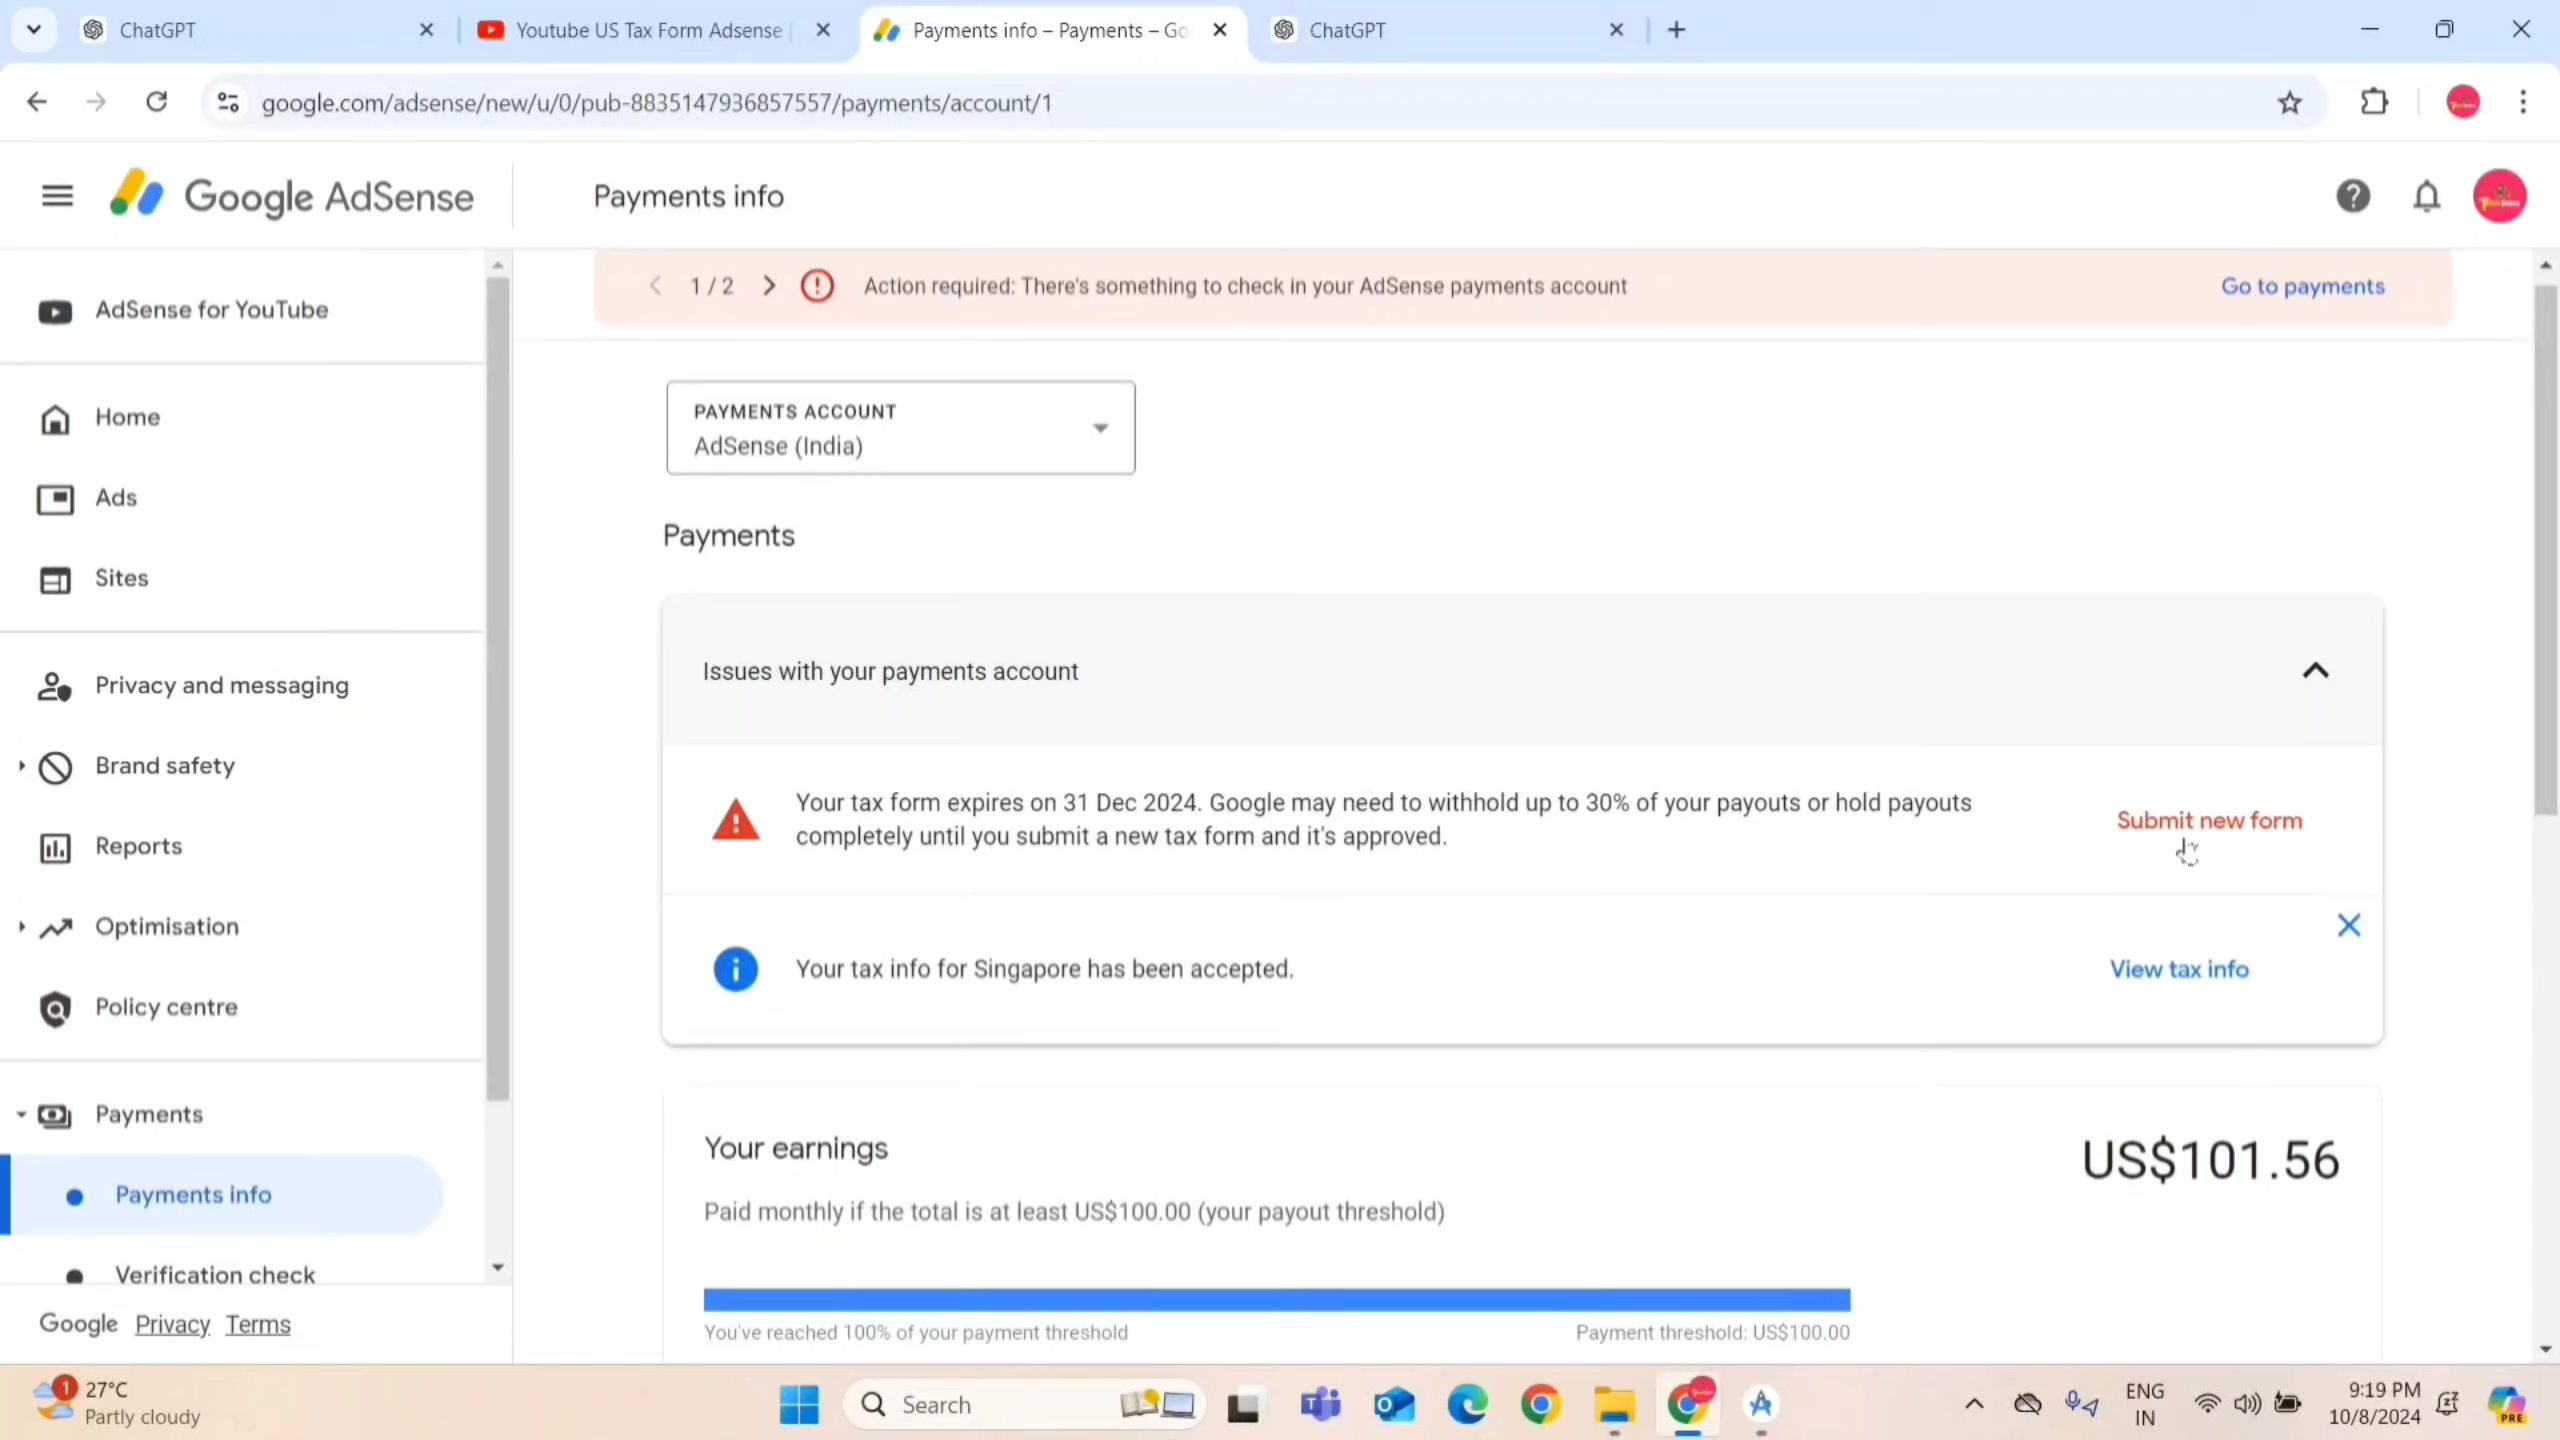 ChatGPT
Youtube US Tax Form Adsense
Payments info – Payments – Go
ChatGPT
google.com/adsense/new/u/0/pub-8835147936857557/payments/account/1
Google AdSense
Payments info
1 / 2
Action required: There's something to check in your AdSense payments account
Go to payments
AdSense for YouTube
Home
Ads
Sites
Privacy and messaging
Brand safety
Reports
Optimisation
Policy centre
Payments
Payments info
Verification check
Google Privacy Terms
PAYMENTS ACCOUNT
AdSense (India)
Payments
Issues with your payments account
Your tax form expires on 31 Dec 2024. Google may need to withhold up to 30% of your payouts or hold payouts
completely until you submit a new tax form and it's approved.
Submit new form
Your tax info for Singapore has been accepted.
View tax info
Your earnings
US$101.56
Paid monthly if the total is at least US$100.00 (your payout threshold)
You've reached 100% of your payment threshold
Payment threshold: US$100.00
1
27°C
Partly cloudy
Search
ENG
IN
9:19 PM
10/8/2024
PRE